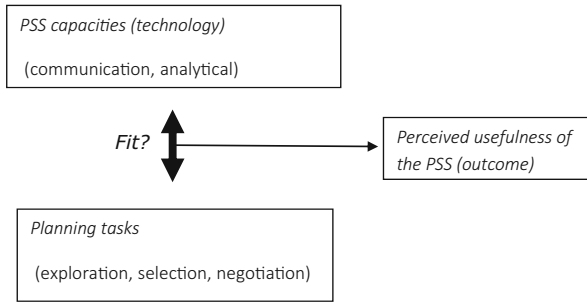 PSS capacities (technology)
(communication, analytical)
Fit?
Perceived usefulness of
the PSS (outcome)
Planning tasks
(exploration, selection, negotiation)